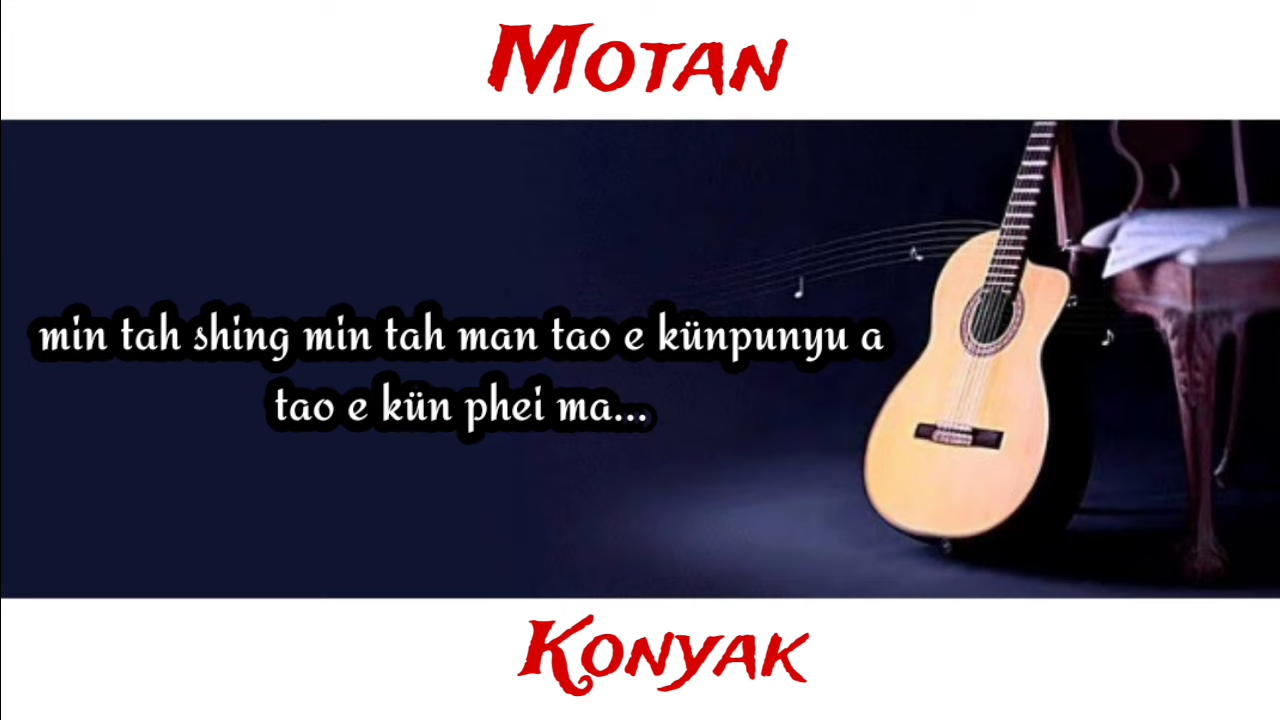 Motan
min tah shing min tah man tao e künpunyu a
tao e kün phei ma...
Konyak